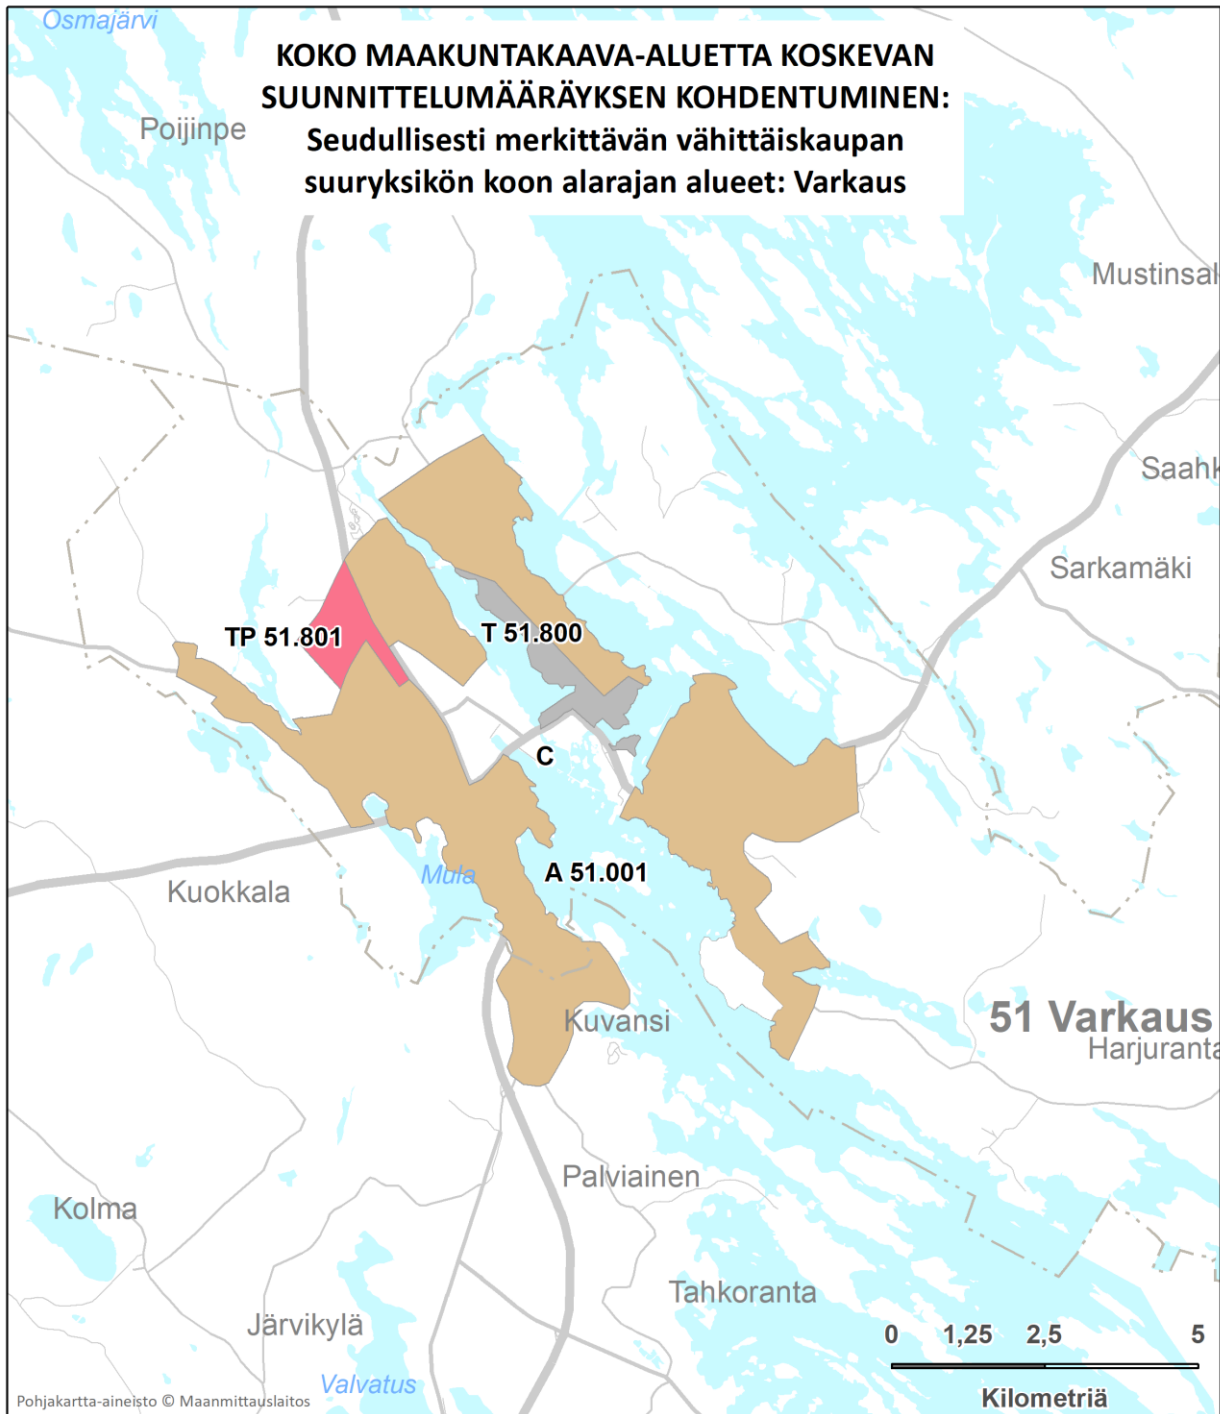 Osmajärvi
KOKO MAAKUNTAKAAVA-ALUETTA KOSKEVAN
SUUNNITTELUMÄÄRÄYKSEN KOHDENTUMINEN:
Seudullisesti merkittävän vähittäiskaupan
suuryksikön koon alarajan alueet: Varkaus
Poijinpe
Mustinsal
Saahk
Sarkamäki
TP 51.801
T 51.800
C
A 51.001
Mula
Kuokkala
Kuvansi
51 Varkaus
Harjuranta
Palviainen
Kolma
Tahkoranta
Järvikylä
0 1,25 2,5 5
Kilometriä
Valvatus
Pohjakartta-aineisto © Maanmittauslaitos